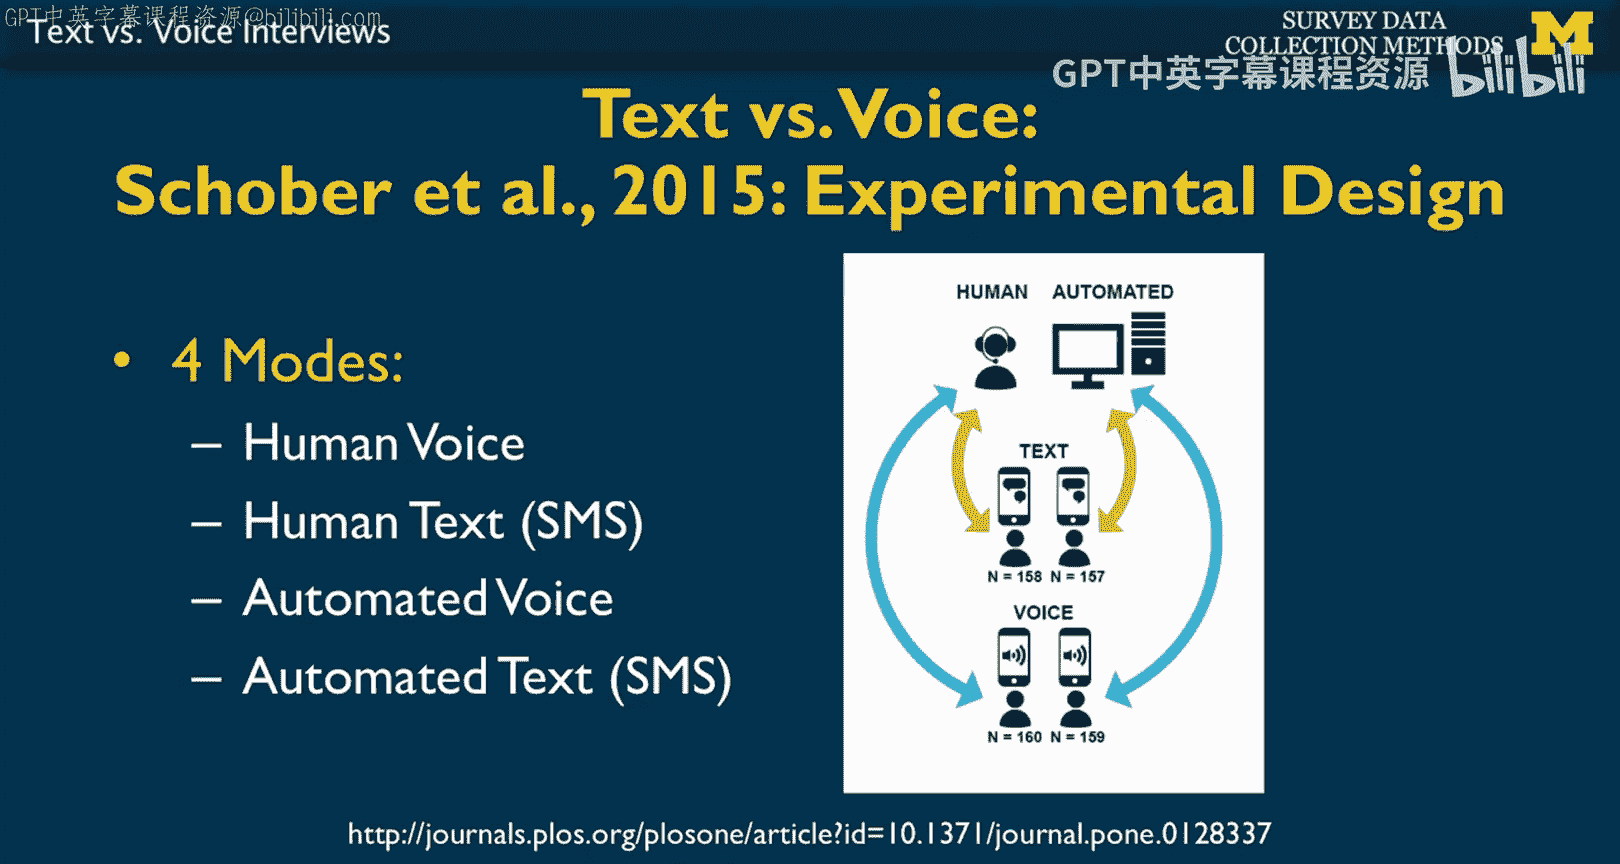 GPT中英字幕课程资源@bilibili.com
Text vs. Voice Interviews
SURVEY DATA
COLLECTION METHODS
M
GPT中英字幕课程资源 bilibili
Text vs. Voice:
Schober et al., 2015: Experimental Design
• 4 Modes:
– Human Voice
– Human Text (SMS)
– Automated Voice
– Automated Text (SMS)
HUMAN AUTOMATED
TEXT
N = 158 N = 157
VOICE
N = 160 N = 159
http://journals.plos.org/plosone/article?id=10.1371/journal.pone.0128337